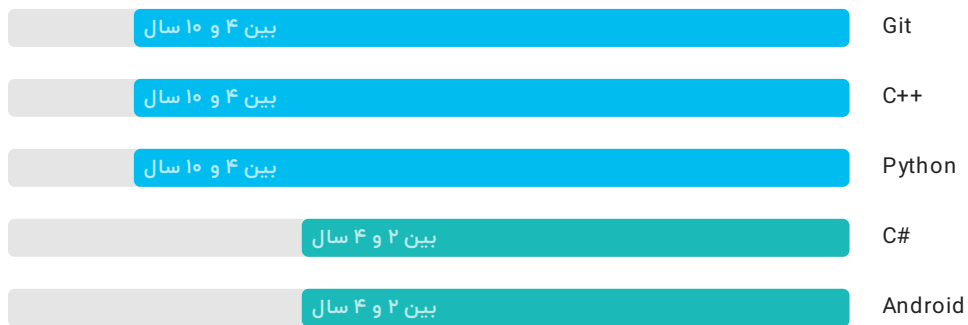 Git
بین ۴ و ۱۰ سال
C++
بین ۴ و ۱۰ سال
Python
بین ۴ و ۱۰ سال
C#
بین ۲ و ۴ سال
Android
بین ۲ و ۴ سال